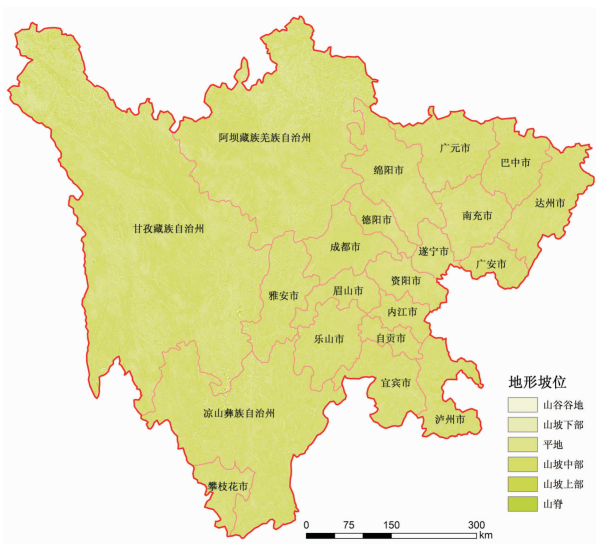 阿坝藏族羌族自治州
广元市
巴中市
绵阳市
达州市
德阳市
南充市
甘孜藏族自治州
成都市
遂宁市
广安市
资阳市
雅安市
眉山市
内江市
乐山市
自贡市
宜宾市
凉山彝族自治州
泸州市
攀枝花市
地形坡位
山谷谷地
山坡下部
平地
山坡中部
山坡上部
山脊
0 75 150 300
km